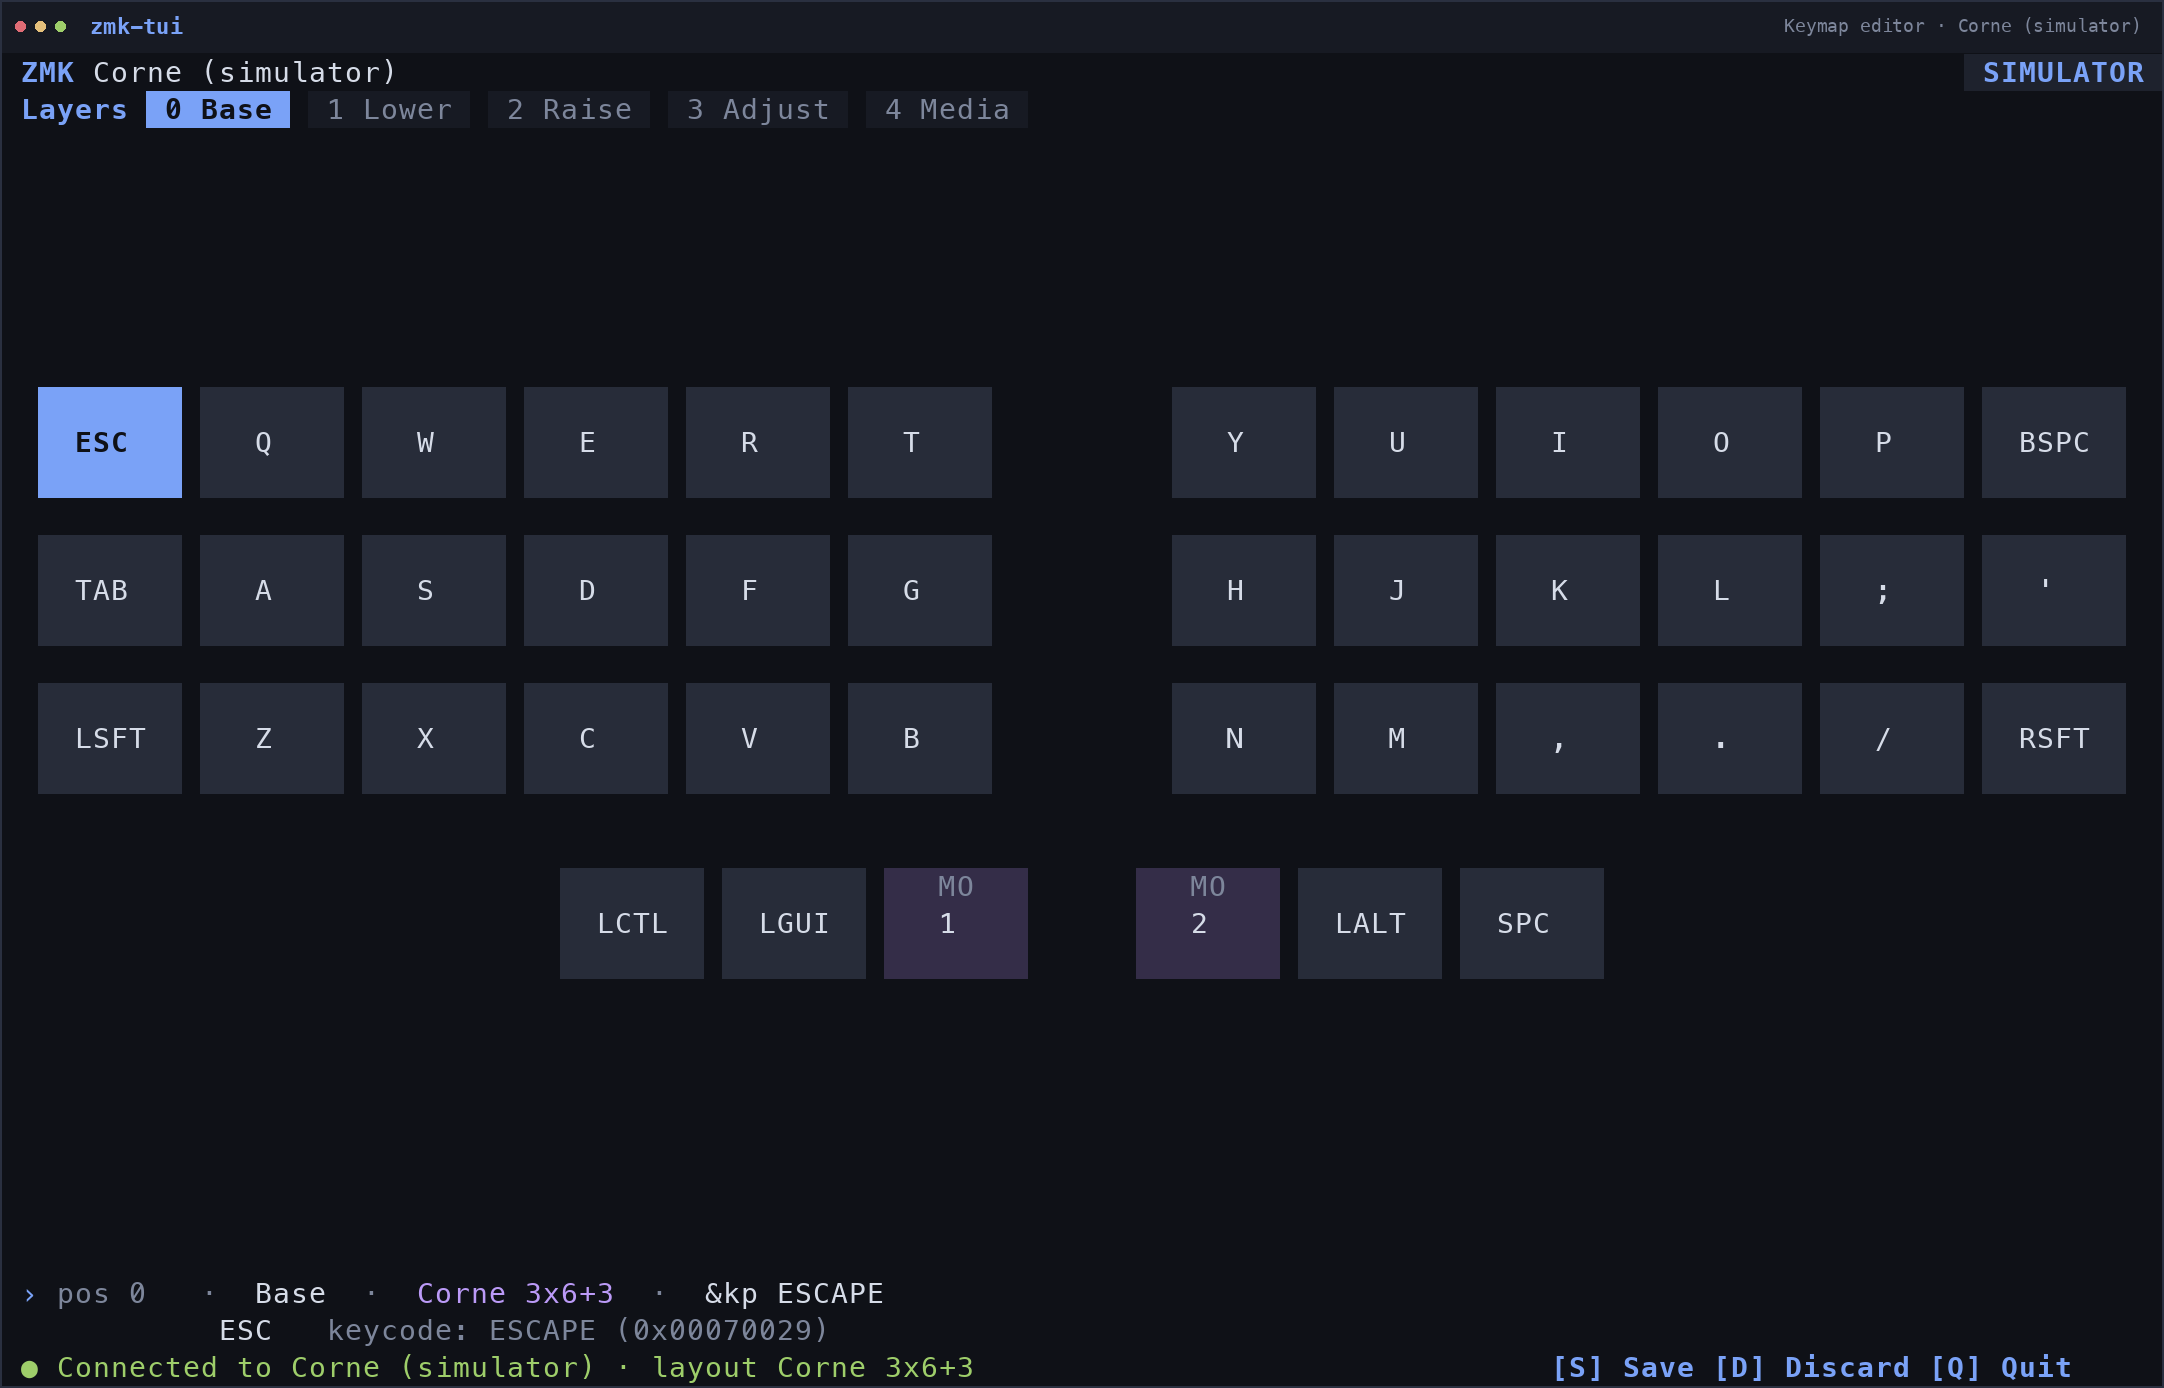 zmk-tui Keymap editor · Corne (simulator)
ZMK Corne (simulator) SIMULATOR
Layers 0 Base 1 Lower 2 Raise 3 Adjust 4 Media
ESC Q W E R T Y U I O P BSPC
TAB A S D F G H J K L ; '
LSFT Z X C V B N M , . / RSFT
MO MO
LCTL LGUI 1 2 LALT SPC
› pos 0 · Base · Corne 3x6+3 · &kp ESCAPE
ESC keycode: ESCAPE (0x00070029)
● Connected to Corne (simulator) · layout Corne 3x6+3 [S] Save [D] Discard [Q] Quit